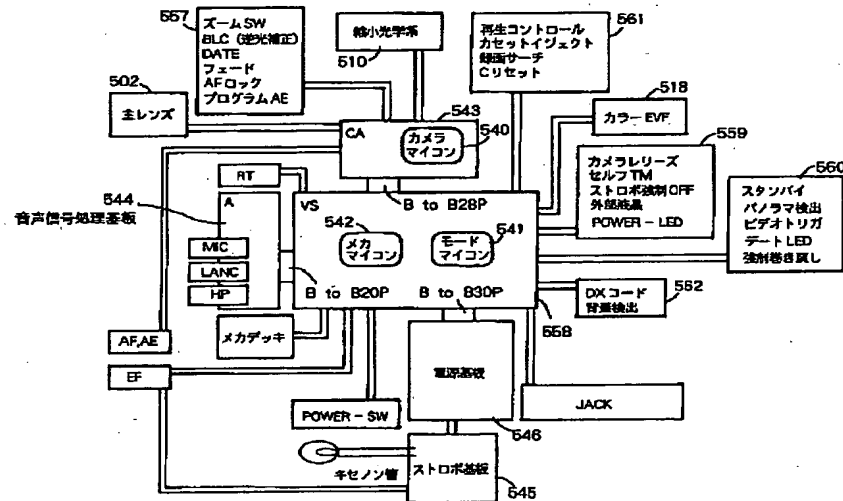 557
ズームSW
BLC (逆光補正)
DATE
フェード
AFロック
プログラムAE
縮小光学系
510
再生コントロール
カセットイジェクト
録画サーチ
Cリセット
561
502
主レンズ
543
CA
カメラ
マイコン
540
518
カラーEVF
559
カメラレリーズ
セルフTM
ストロボ強制OFF
外部液晶
POWER-LED
560
スタンバイ
パノラマ検出
ビデオトリガ
デートLED
強制巻き戻し
RT
B to B28P
544
音声信号処理基板
A
VS
542
メカ
マイコン
541
モード
マイコン
MIC
LANC
HP
B to B20P
B to B30P
558
DXコード
背蓋検出
562
AF,AE
メカデッキ
EF
電源基板
546
JACK
POWER-SW
キセノン管
ストロボ基板
545